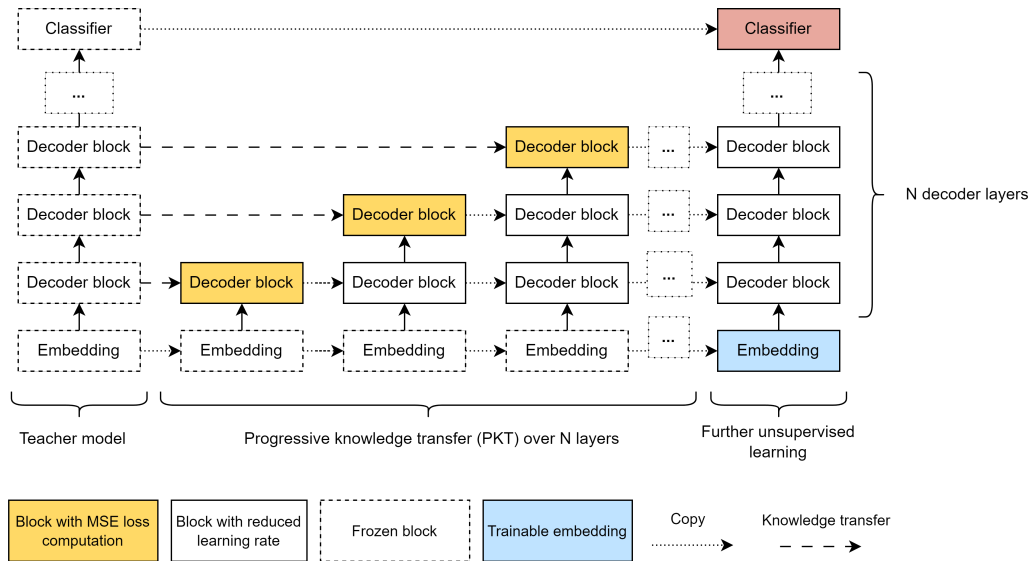 Classifier
Classifier
...
...
Decoder block
Decoder block
...
Decoder block
Decoder block
Decoder block
Decoder block
...
Decoder block
N decoder layers
Decoder block
Decoder block
Decoder block
Decoder block
...
Decoder block
Embedding
Embedding
Embedding
Embedding
...
Embedding
Teacher model
Progressive knowledge transfer (PKT) over N layers
Further unsupervised
learning
Block with MSE loss
computation
Block with reduced
learning rate
Frozen block
Trainable embedding
Copy
Knowledge transfer